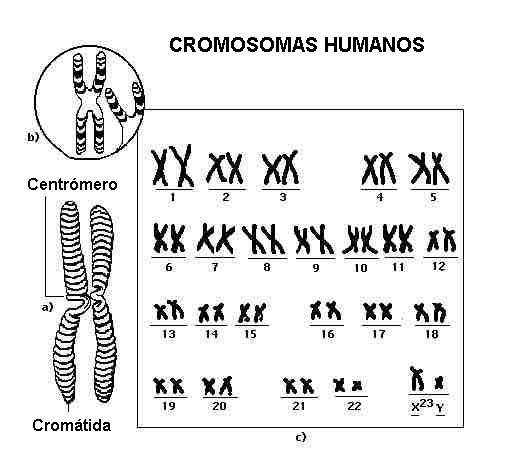 CROMOSOMAS HUMANOS
b)
Centrómero
a)
Cromátida
1 2 3 4 5
6 7 8 9 10 11 12
13 14 15 16 17 18
19 20 21 22 X 23 Y
c)